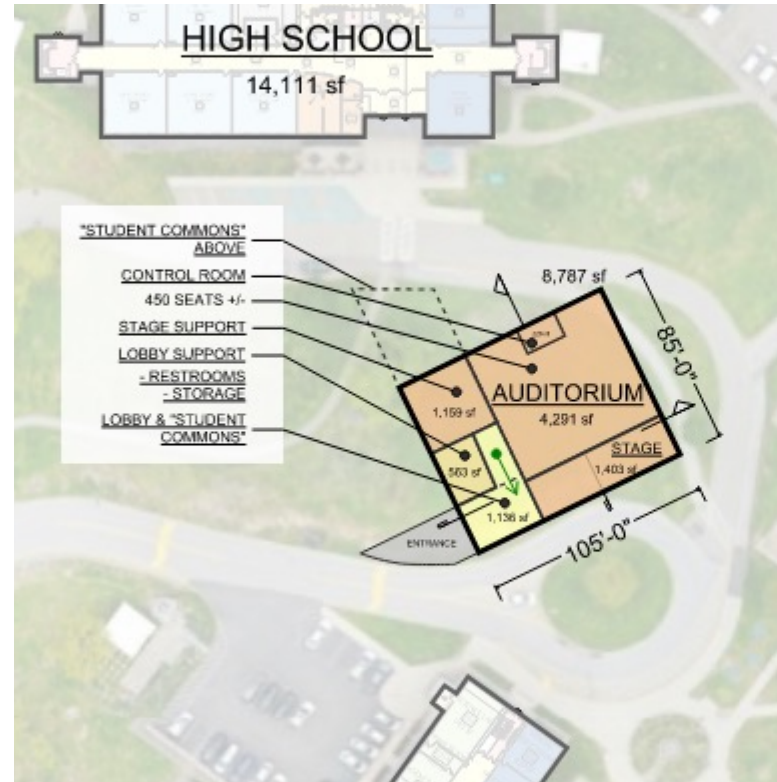 HIGH SCHOOL
14,111 sf
"STUDENT COMMONS"
ABOVE
CONTROL ROOM
450 SEATS +/-
STAGE SUPPORT
LOBBY SUPPORT
- RESTROOMS
- STORAGE
LOBBY & "STUDENT
COMMONS"
8,787 sf
85'-0"
AUDITORIUM
4,291 sf
1,159 sf
STAGE
1,403 sf
563 sf
1,136 sf
ENTRANCE
105'-0"